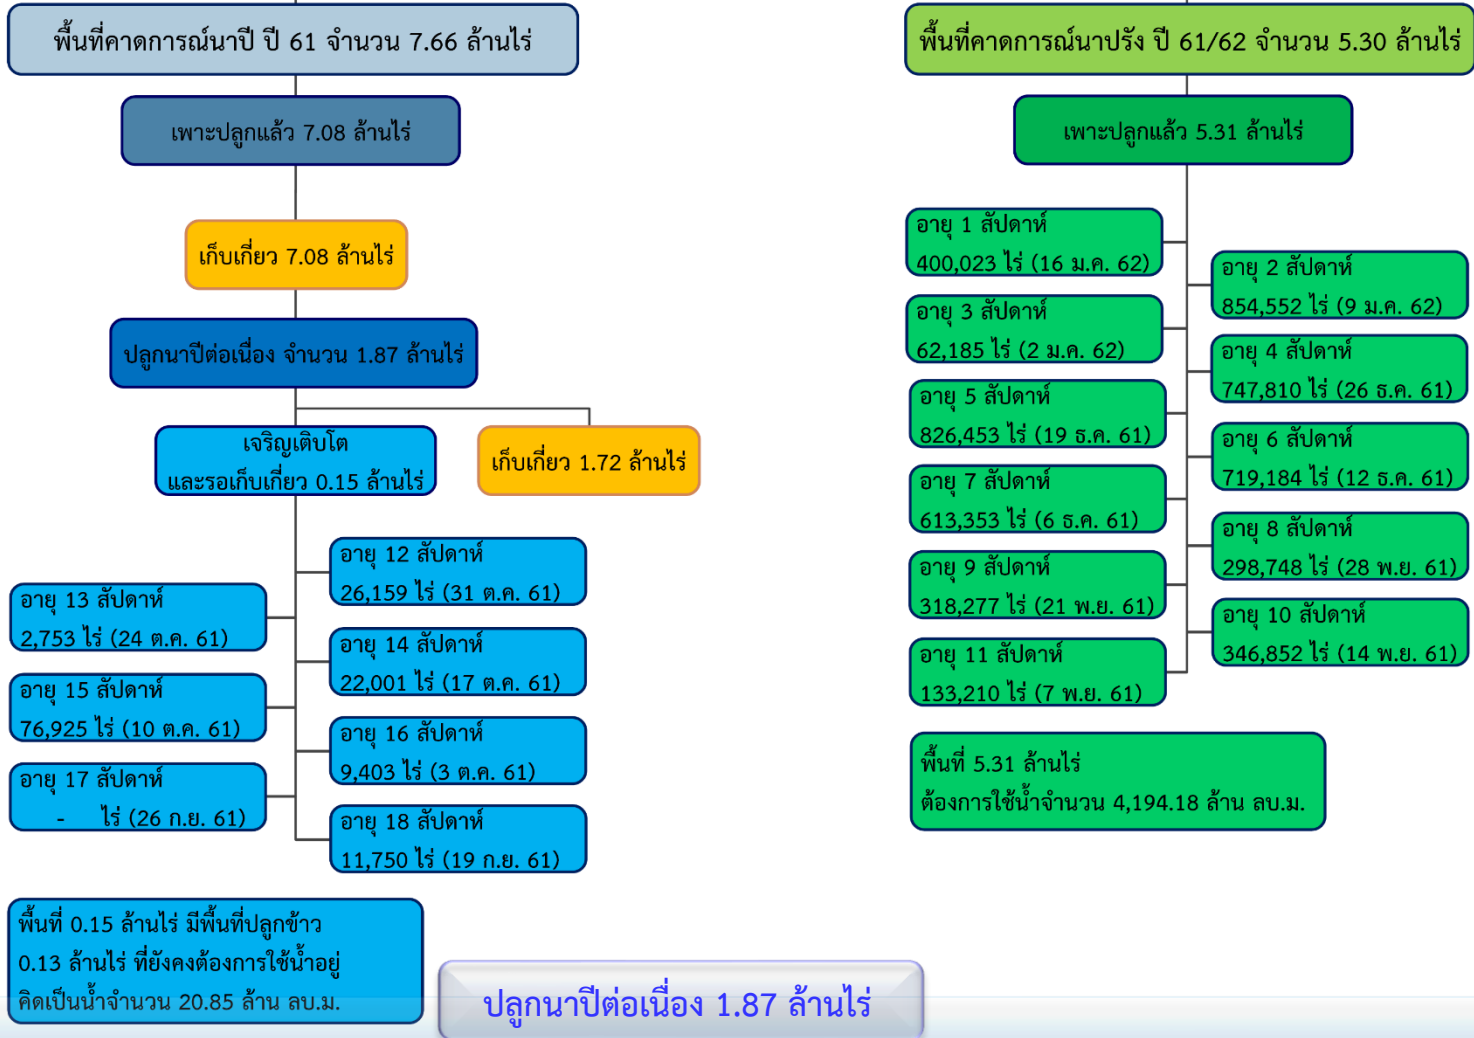 พื้นที่คาดการณ์นาปี ปี 61 จำนวน 7.66 ล้านไร่
เพาะปลูกแล้ว 7.08 ล้านไร่
เก็บเกี่ยว 7.08 ล้านไร่
ปลูกนาปีต่อเนื่อง จำนวน 1.87 ล้านไร่
เจริญเติบโต
และรอเก็บเกี่ยว 0.15 ล้านไร่
เก็บเกี่ยว 1.72 ล้านไร่
อายุ 12 สัปดาห์
26,159 ไร่ (31 ต.ค. 61)
อายุ 13 สัปดาห์
2,753 ไร่ (24 ต.ค. 61)
อายุ 14 สัปดาห์
22,001 ไร่ (17 ต.ค. 61)
อายุ 15 สัปดาห์
76,925 ไร่ (10 ต.ค. 61)
อายุ 16 สัปดาห์
9,403 ไร่ (3 ต.ค. 61)
อายุ 17 สัปดาห์
- ไร่ (26 ก.ย. 61)
อายุ 18 สัปดาห์
11,750 ไร่ (19 ก.ย. 61)
พื้นที่ 0.15 ล้านไร่ มีพื้นที่ปลูกข้าว
0.13 ล้านไร่ ที่ยังคงต้องการใช้น้ำอยู่
คิดเป็นน้ำจำนวน 20.85 ล้าน ลบ.ม.
ปลูกนาปีต่อเนื่อง 1.87 ล้านไร่
พื้นที่คาดการณ์นาปรัง ปี 61/62 จำนวน 5.30 ล้านไร่
เพาะปลูกแล้ว 5.31 ล้านไร่
อายุ 1 สัปดาห์
400,023 ไร่ (16 ม.ค. 62)
อายุ 2 สัปดาห์
854,552 ไร่ (9 ม.ค. 62)
อายุ 3 สัปดาห์
62,185 ไร่ (2 ม.ค. 62)
อายุ 4 สัปดาห์
747,810 ไร่ (26 ธ.ค. 61)
อายุ 5 สัปดาห์
826,453 ไร่ (19 ธ.ค. 61)
อายุ 6 สัปดาห์
719,184 ไร่ (12 ธ.ค. 61)
อายุ 7 สัปดาห์
613,353 ไร่ (6 ธ.ค. 61)
อายุ 8 สัปดาห์
298,748 ไร่ (28 พ.ย. 61)
อายุ 9 สัปดาห์
318,277 ไร่ (21 พ.ย. 61)
อายุ 10 สัปดาห์
346,852 ไร่ (14 พ.ย. 61)
อายุ 11 สัปดาห์
133,210 ไร่ (7 พ.ย. 61)
พื้นที่ 5.31 ล้านไร่
ต้องการใช้น้ำจำนวน 4,194.18 ล้าน ลบ.ม.